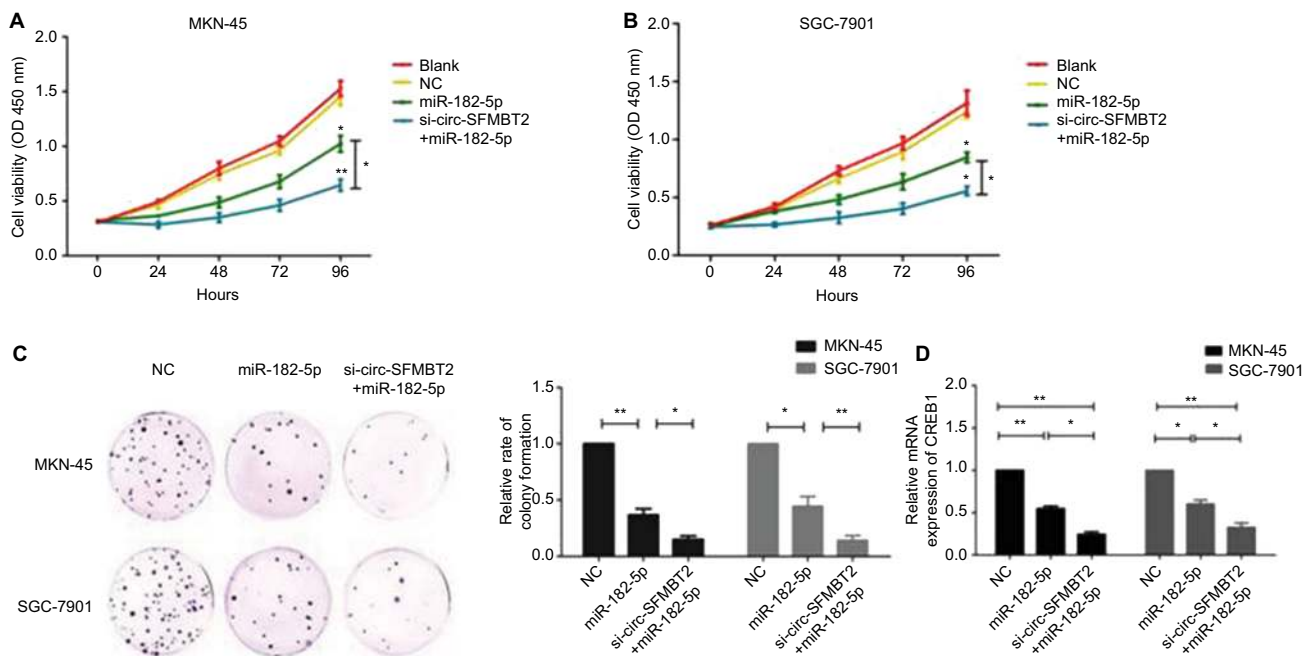 A
MKN-45
Cell viability (OD 450 nm)
2.0
1.5
1.0
0.5
0.0
0
24
48
72
96
Hours
*
**
*
Blank
NC
miR-182-5p
si-circ-SFMBT2
+miR-182-5p
B
SGC-7901
Cell viability (OD 450 nm)
2.0
1.5
1.0
0.5
0.0
0
24
48
72
96
Hours
*
*
*
Blank
NC
miR-182-5p
si-circ-SFMBT2
+miR-182-5p
C
NC
miR-182-5p
si-circ-SFMBT2
+miR-182-5p
MKN-45
SGC-7901
MKN-45
SGC-7901
Relative rate of
colony formation
1.5
1.0
0.5
0.0
**
*
*
**
NC
miR-182-5p
si-circ-SFMBT2
+miR-182-5p
NC
miR-182-5p
si-circ-SFMBT2
+miR-182-5p
D
MKN-45
SGC-7901
Relative mRNA
expression of CREB1
2.0
1.5
1.0
0.5
0.0
**
**
*
**
*
*
NC
miR-182-5p
si-circ-SFMBT2
+miR-182-5p
NC
miR-182-5p
si-circ-SFMBT2
+miR-182-5p